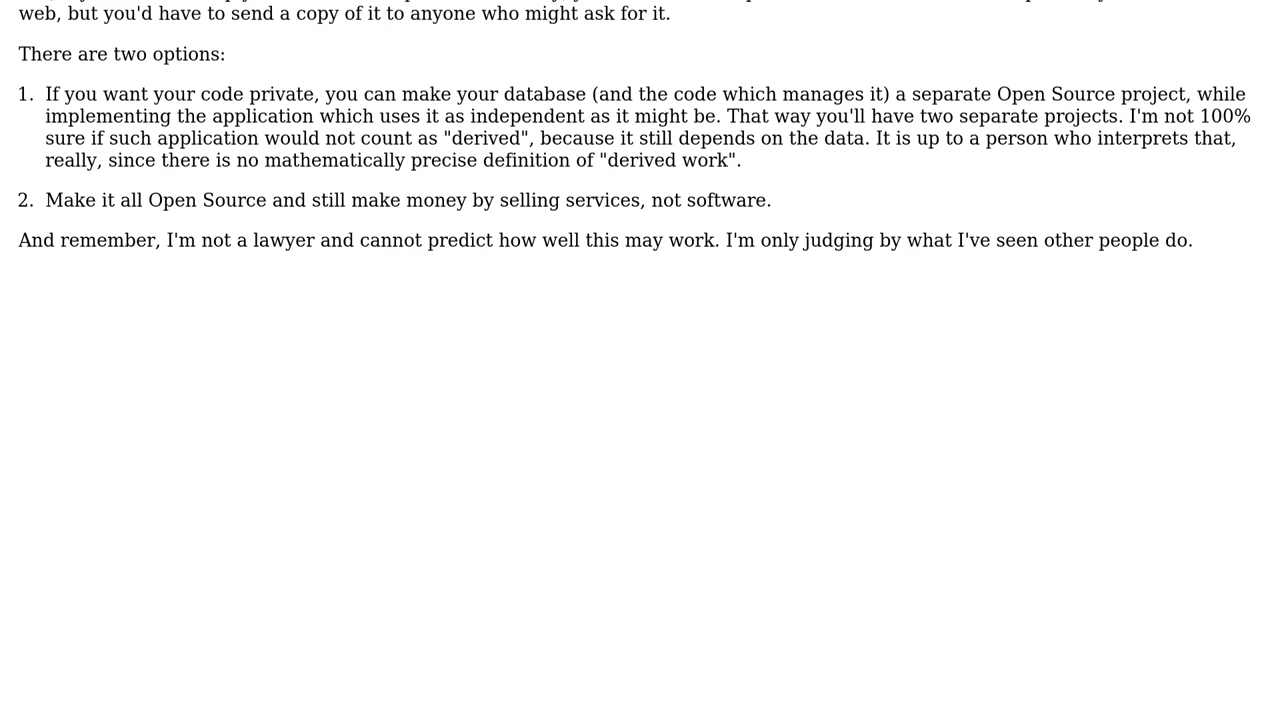 web, but you'd have to send a copy of it to anyone who might ask for it.
There are two options:
1. If you want your code private, you can make your database (and the code which manages it) a separate Open Source project, while
implementing the application which uses it as independent as it might be. That way you'll have two separate projects. I'm not 100%
sure if such application would not count as "derived", because it still depends on the data. It is up to a person who interprets that,
really, since there is no mathematically precise definition of "derived work".
2. Make it all Open Source and still make money by selling services, not software.
And remember, I'm not a lawyer and cannot predict how well this may work. I'm only judging by what I've seen other people do.